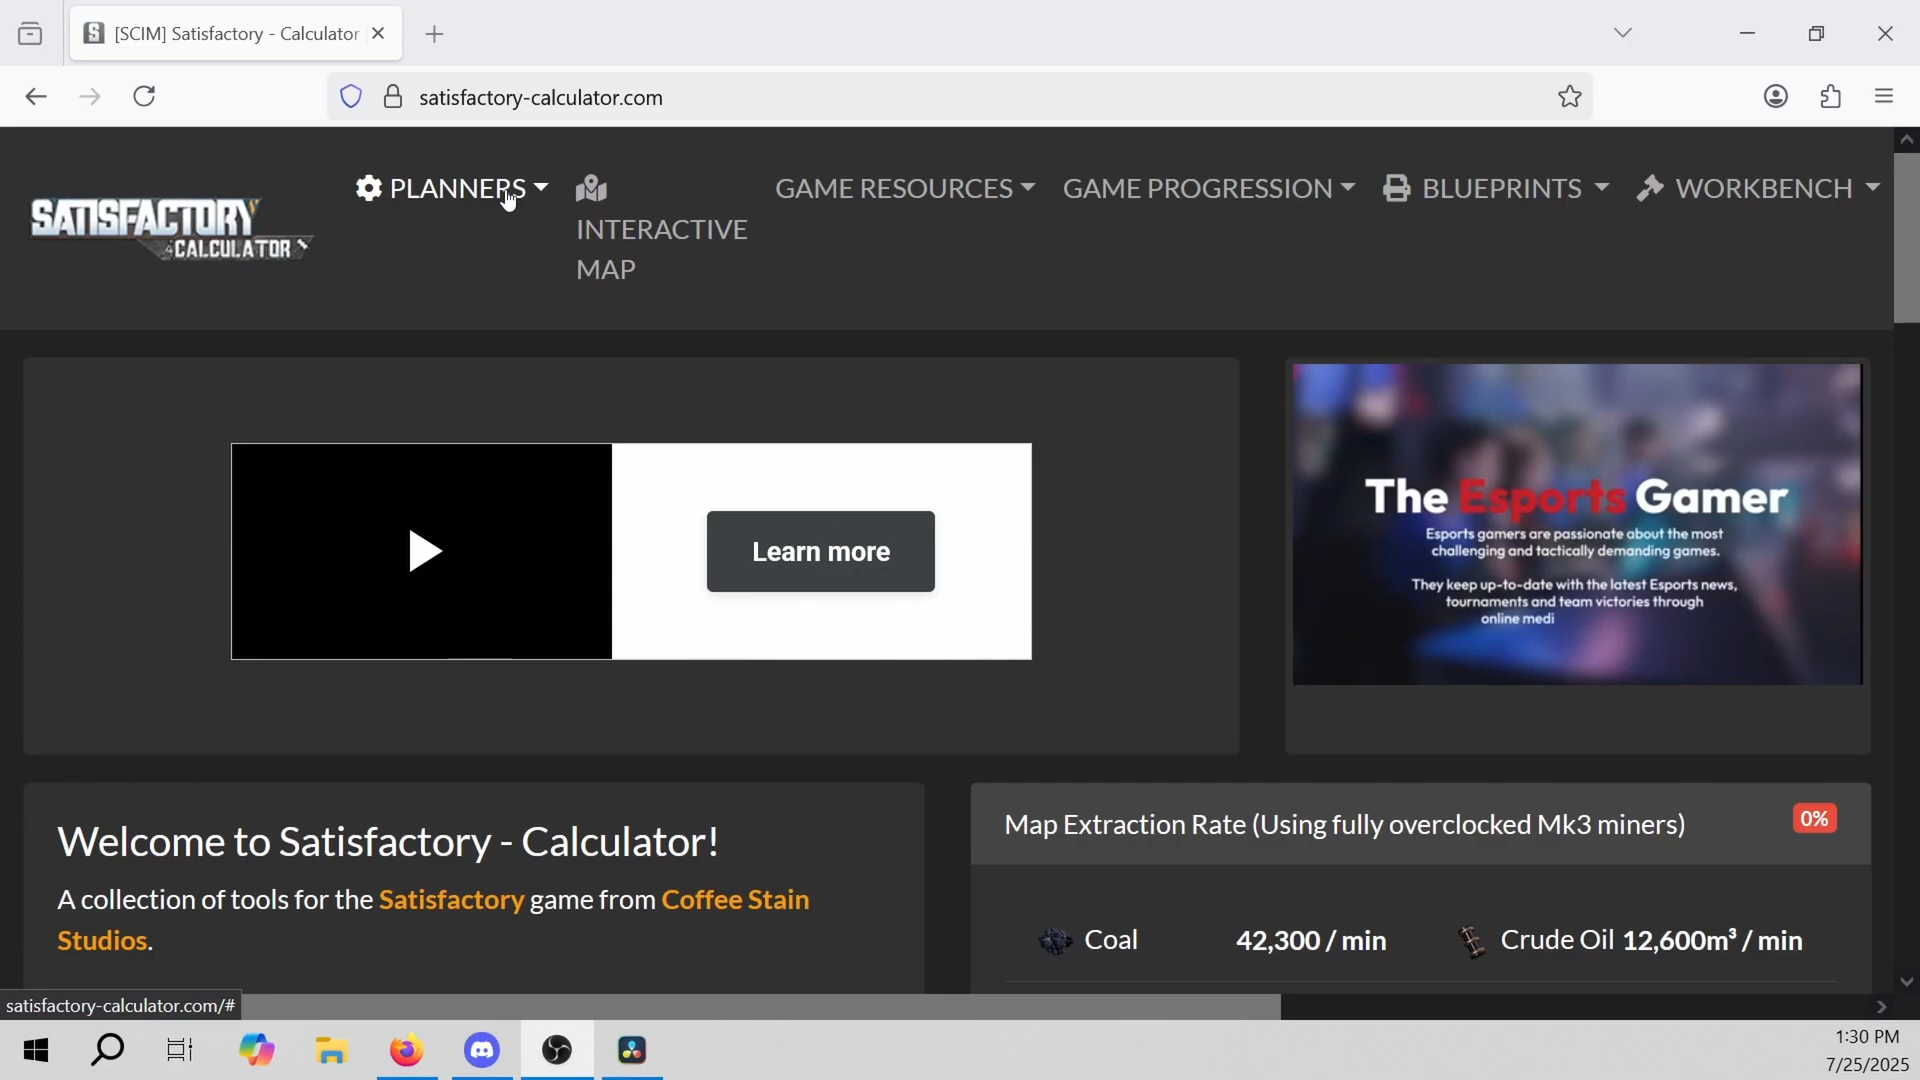 [SCIM] Satisfactory - Calculator
satisfactory-calculator.com
SATISFACTORY
CALCULATOR
PLANNERS
INTERACTIVE
MAP
GAME RESOURCES
GAME PROGRESSION
BLUEPRINTS
WORKBENCH
Learn more
The Esports Gamer
Esports gamers are passionate about the most
challenging and tactically demanding games.
They keep up-to-date with the latest Esports news,
tournaments and team victories through
online medi
Welcome to Satisfactory - Calculator!
A collection of tools for the Satisfactory game from Coffee Stain
Studios.
Map Extraction Rate (Using fully overclocked Mk3 miners)
0%
Coal 42,300 / min
Crude Oil 12,600m³ / min
satisfactory-calculator.com/#
1:30 PM
7/25/2025